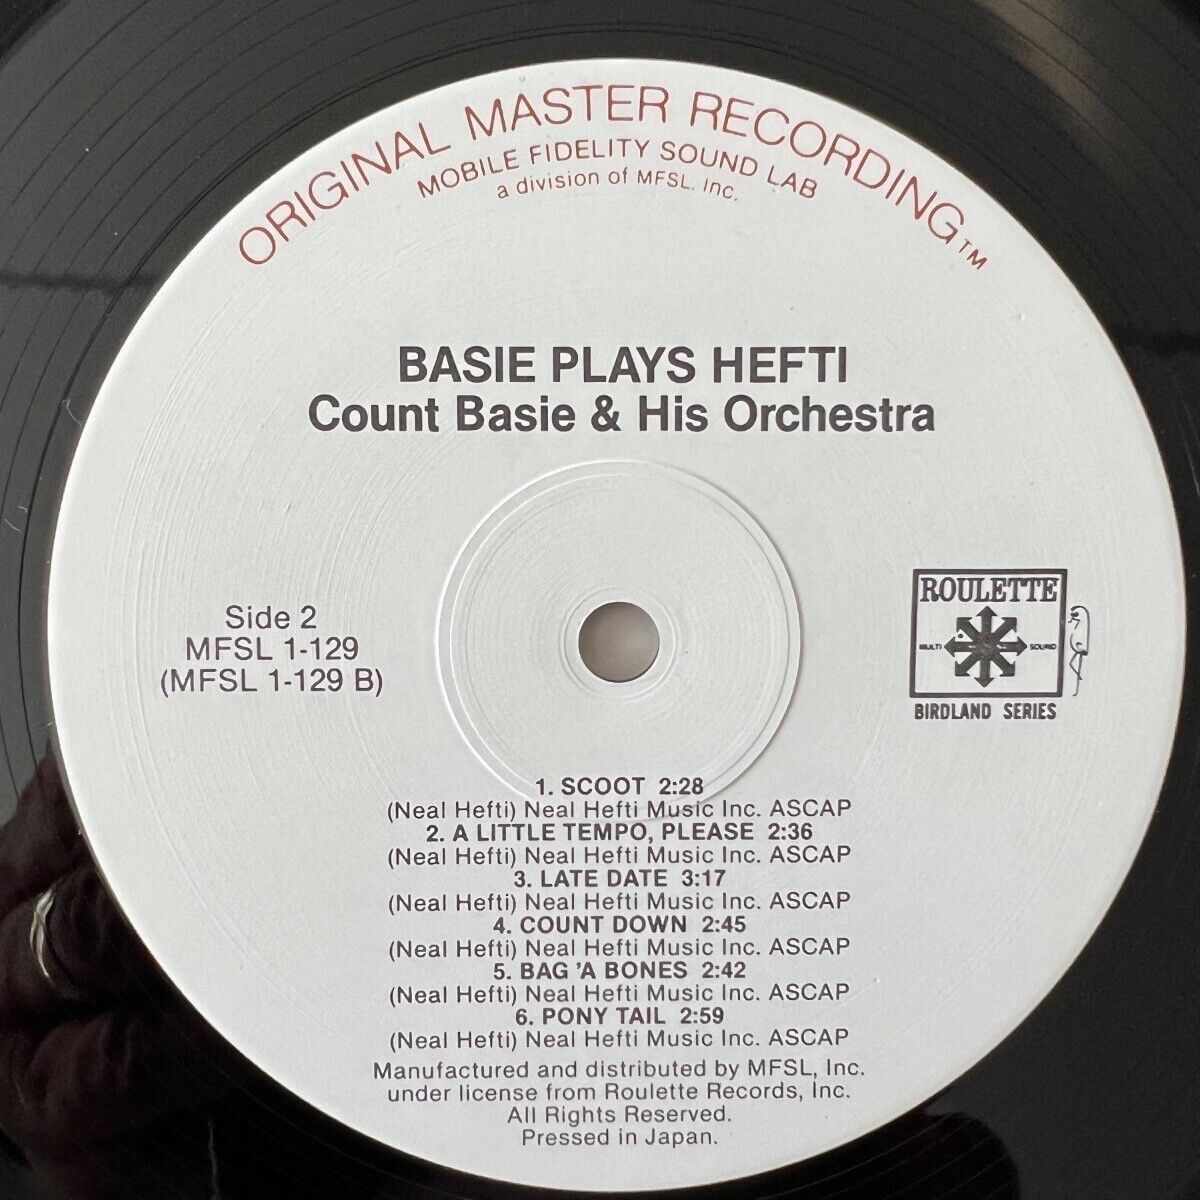 ORIGINAL MASTER RECORDING™
MOBILE FIDELITY SOUND LAB
a division of MFSL, Inc.
BASIE PLAYS HEFTI
Count Basie & His Orchestra
Side 2
MFSL 1-129
(MFSL 1-129 B)
ROULETTE
MULTI SOUND
BIRDLAND SERIES
1. SCOOT 2:28
(Neal Hefti) Neal Hefti Music Inc. ASCAP
2. A LITTLE TEMPO, PLEASE 2:36
(Neal Hefti) Neal Hefti Music Inc. ASCAP
3. LATE DATE 3:17
(Neal Hefti) Neal Hefti Music Inc. ASCAP
4. COUNT DOWN 2:45
(Neal Hefti) Neal Hefti Music Inc. ASCAP
5. BAG 'A BONES 2:42
(Neal Hefti) Neal Hefti Music Inc. ASCAP
6. PONY TAIL 2:59
(Neal Hefti) Neal Hefti Music Inc. ASCAP
Manufactured and distributed by MFSL, Inc.
under license from Roulette Records, Inc.
All Rights Reserved.
Pressed in Japan.